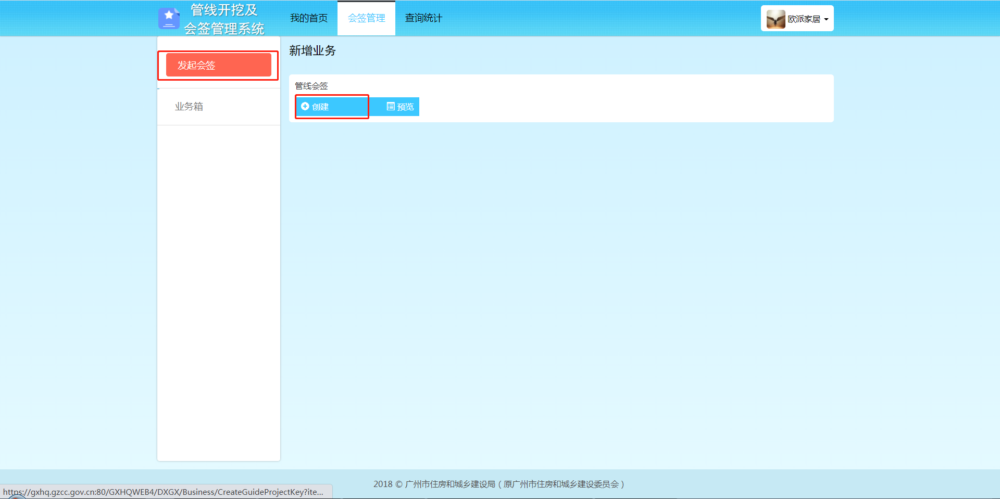 管线开挖及
会签管理系统
我的首页
会签管理
查询统计
欧派家居
发起会签
业务箱
新增业务
管线会签
创建
预览
2018 © 广州市住房和城乡建设局 ( 原广州市住房和城乡建设委员会 )
https://gxhq.gzcc.gov.cn:80/GXHQWEB4/DXGX/Business/CreateGuideProjectKey?ite...